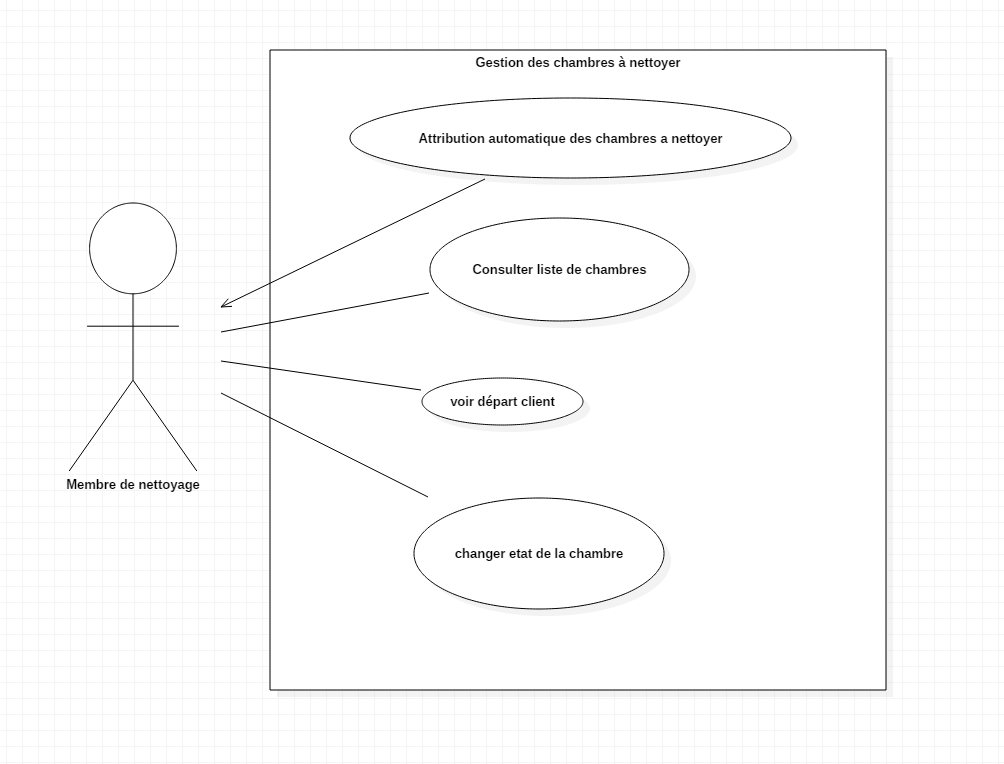 Gestion des chambres à nettoyer
Attribution automatique des chambres a nettoyer
Consulter liste de chambres
voir départ client
Membre de nettoyage
changer etat de la chambre